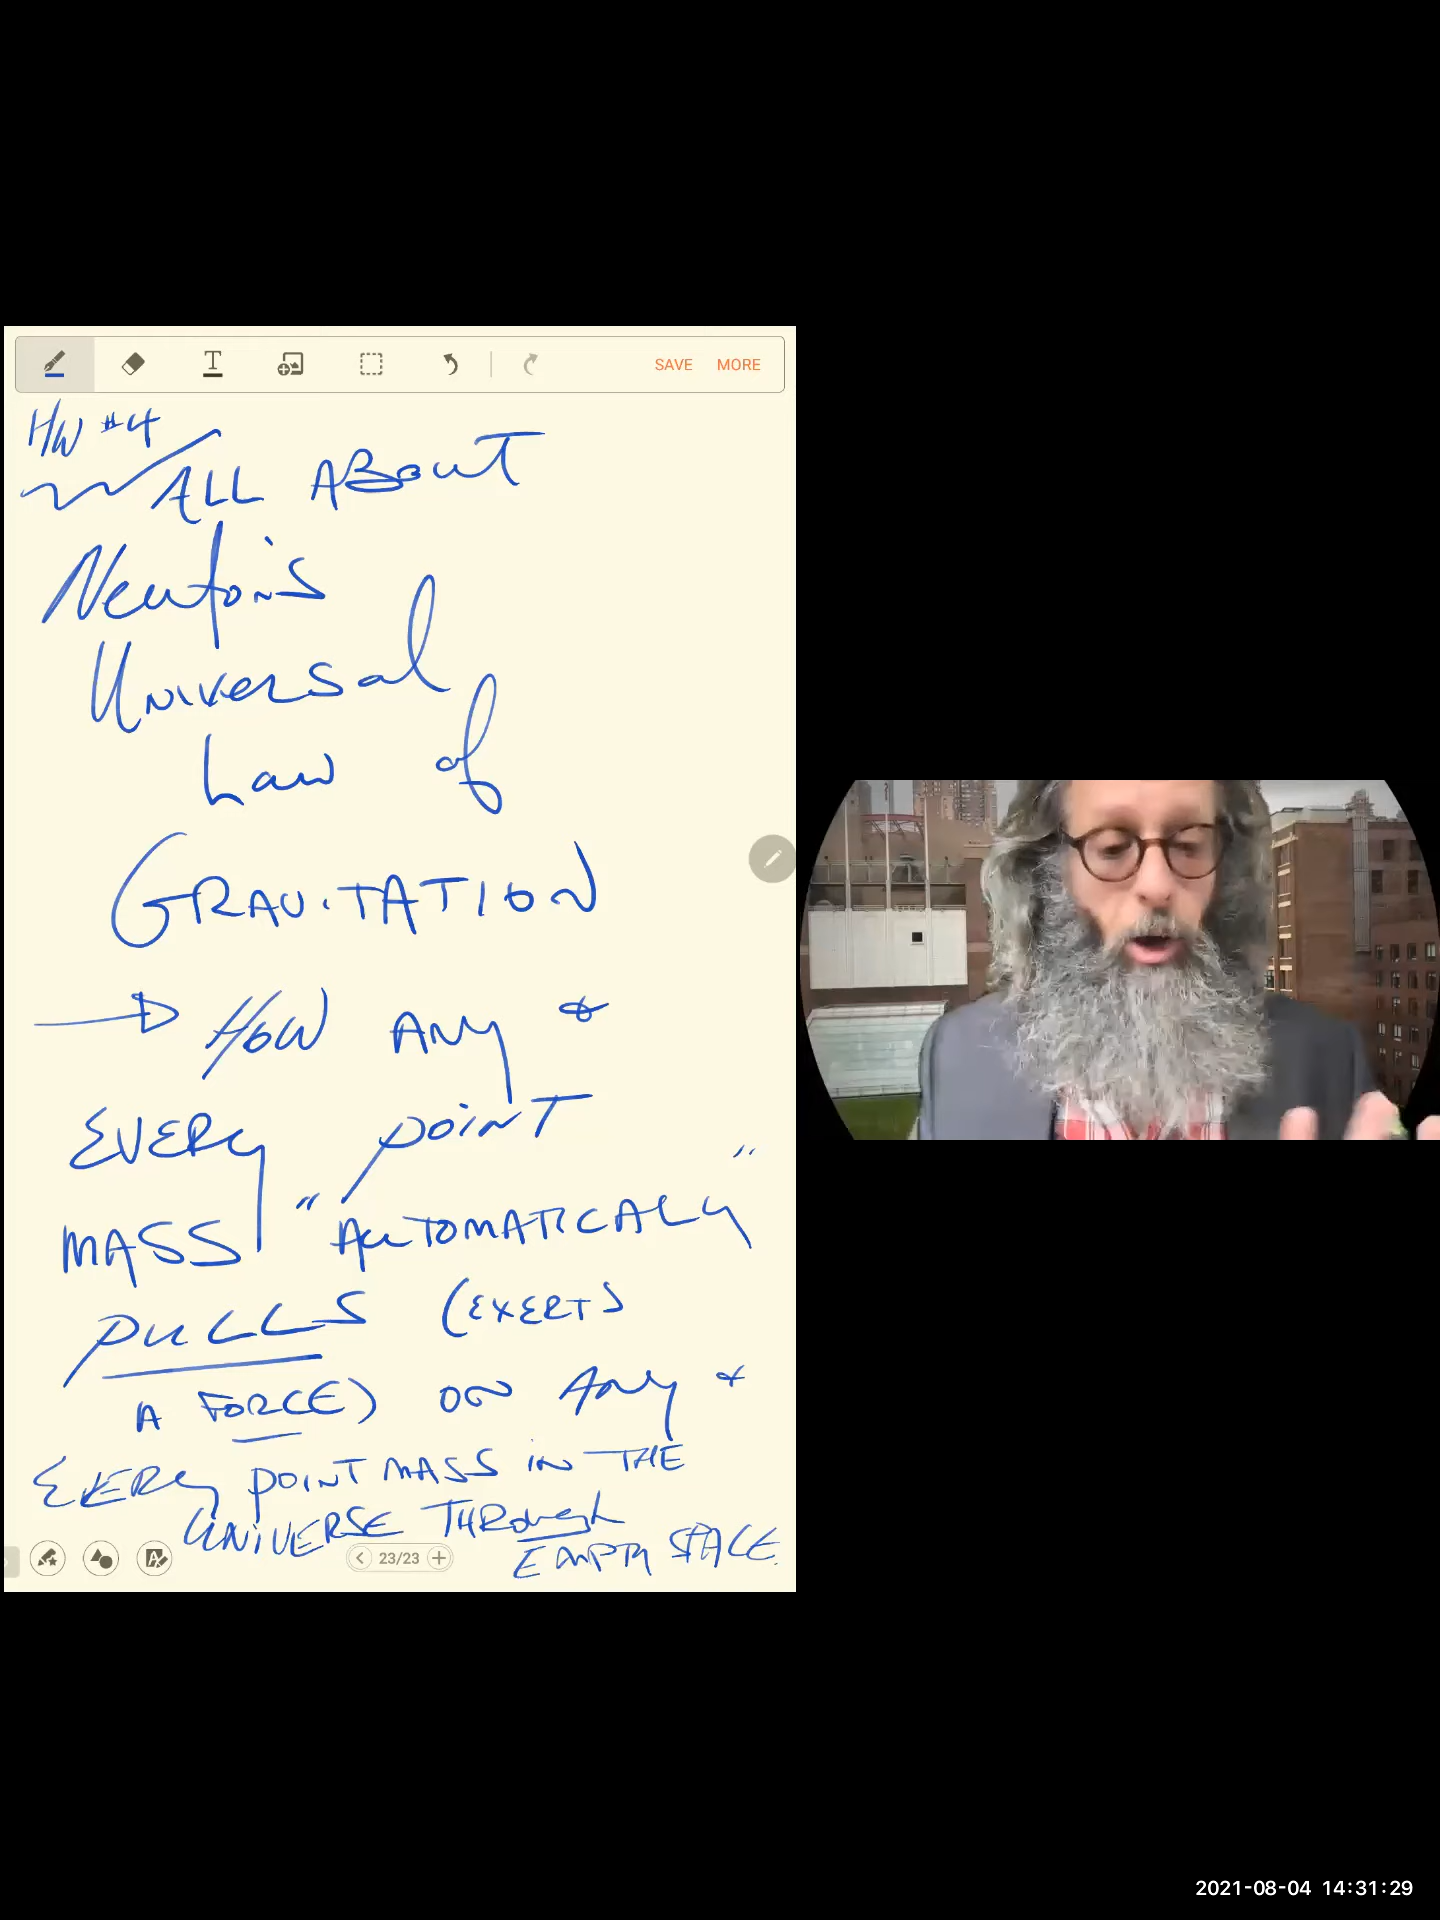 SAVE MORE
HW #4
ALL ABOUT
Newton's
Universal
Law of
GRAVITATION
→ HOW ANY &
EVERY POINT
MASS "AUTOMATICALLY"
PULLS (EXERTS
A FORCE) ON ANY &
EVERY POINT MASS IN THE
UNIVERSE THROUGH
EMPTY SPACE.
23/23
2021-08-04 14:31:29